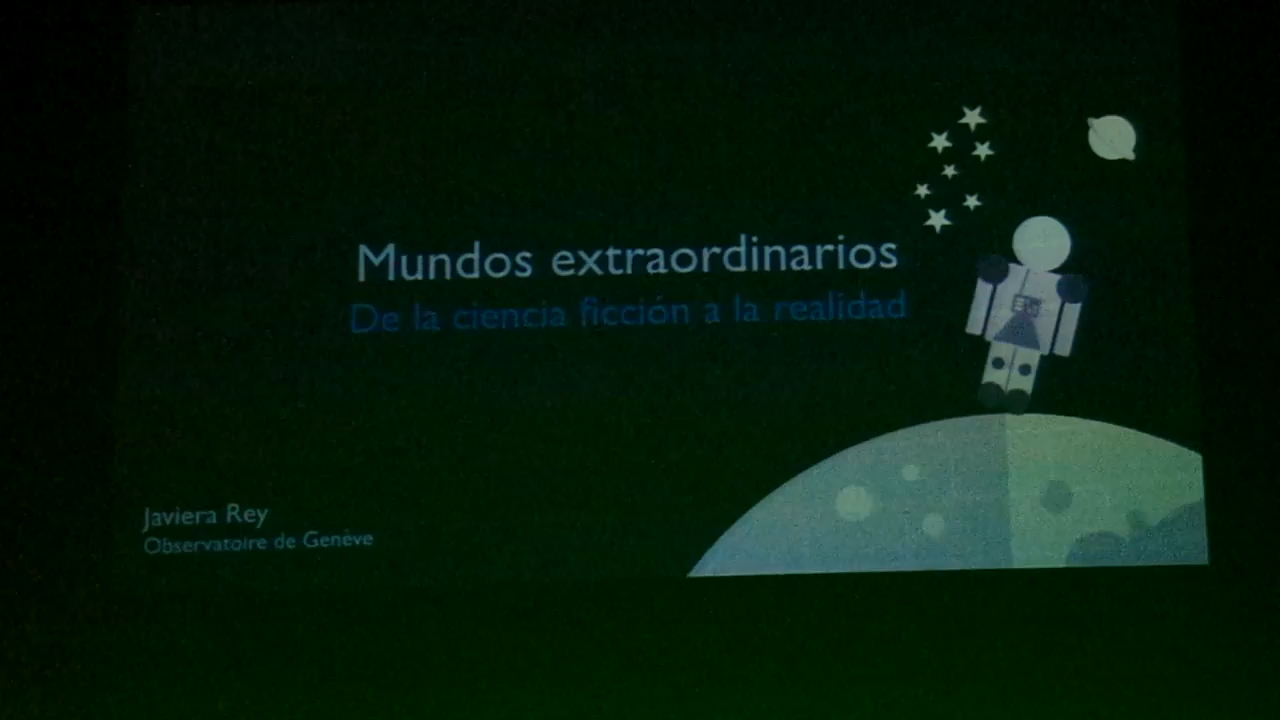 Mundos extraordinarios
De la ciencia ficción a la realidad
Javiera Rey
Observatoire de Genève